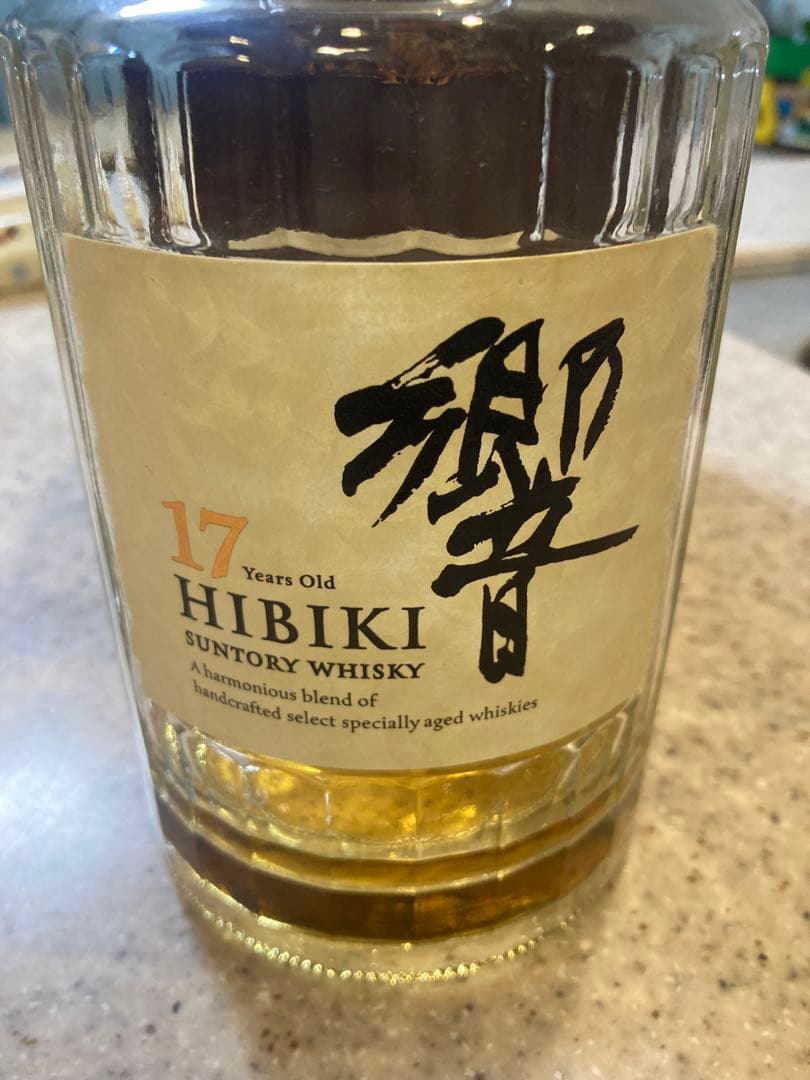 響
17 Years Old
HIBIKI
SUNTORY WHISKY
A harmonious blend of
handcrafted select specially aged whiskies